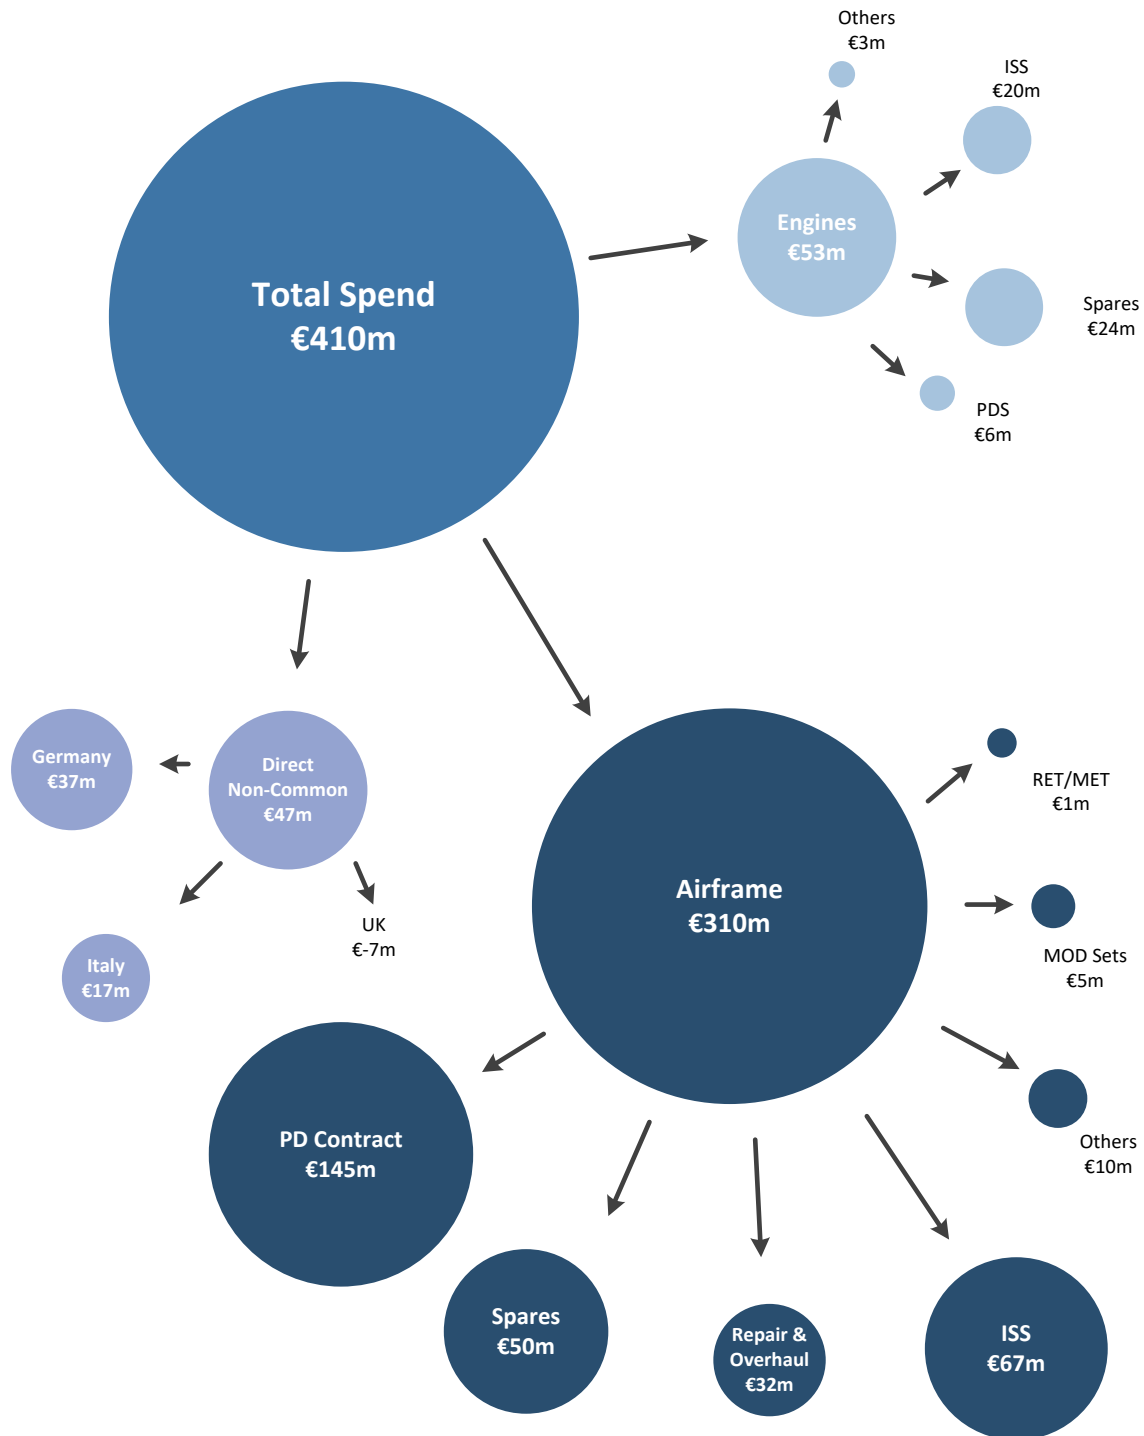 Others
€3m
ISS
€20m
Engines
€53m
Total Spend
€410m
Spares
€24m
PDS
€6m
Germany
€37m
Direct
Non-Common
€47m
RET/MET
€1m
Airframe
€310m
UK
€-7m
MOD Sets
€5m
Italy
€17m
PD Contract
€145m
Others
€10m
Spares
€50m
Repair &
Overhaul
€32m
ISS
€67m